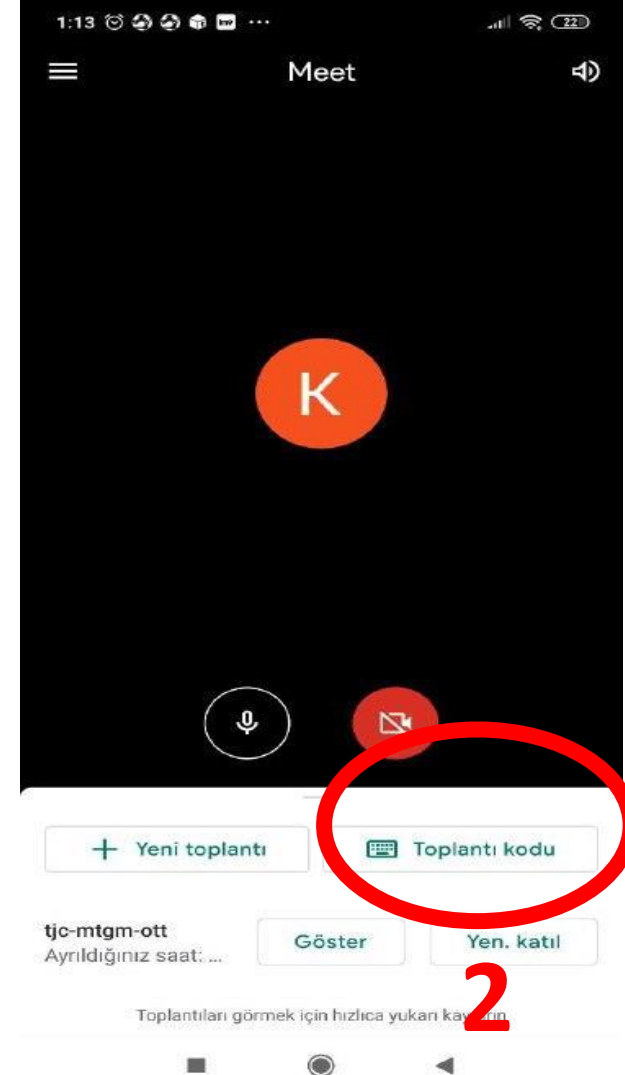 1:13 ... 22
Meet
K
+ Yeni toplantı
Toplantı kodu
tjc-mtgm-ott
Ayrıldığınız saat: ...
Göster
Yen. katıl
2
Toplantıları görmek için hızlıca yukarı